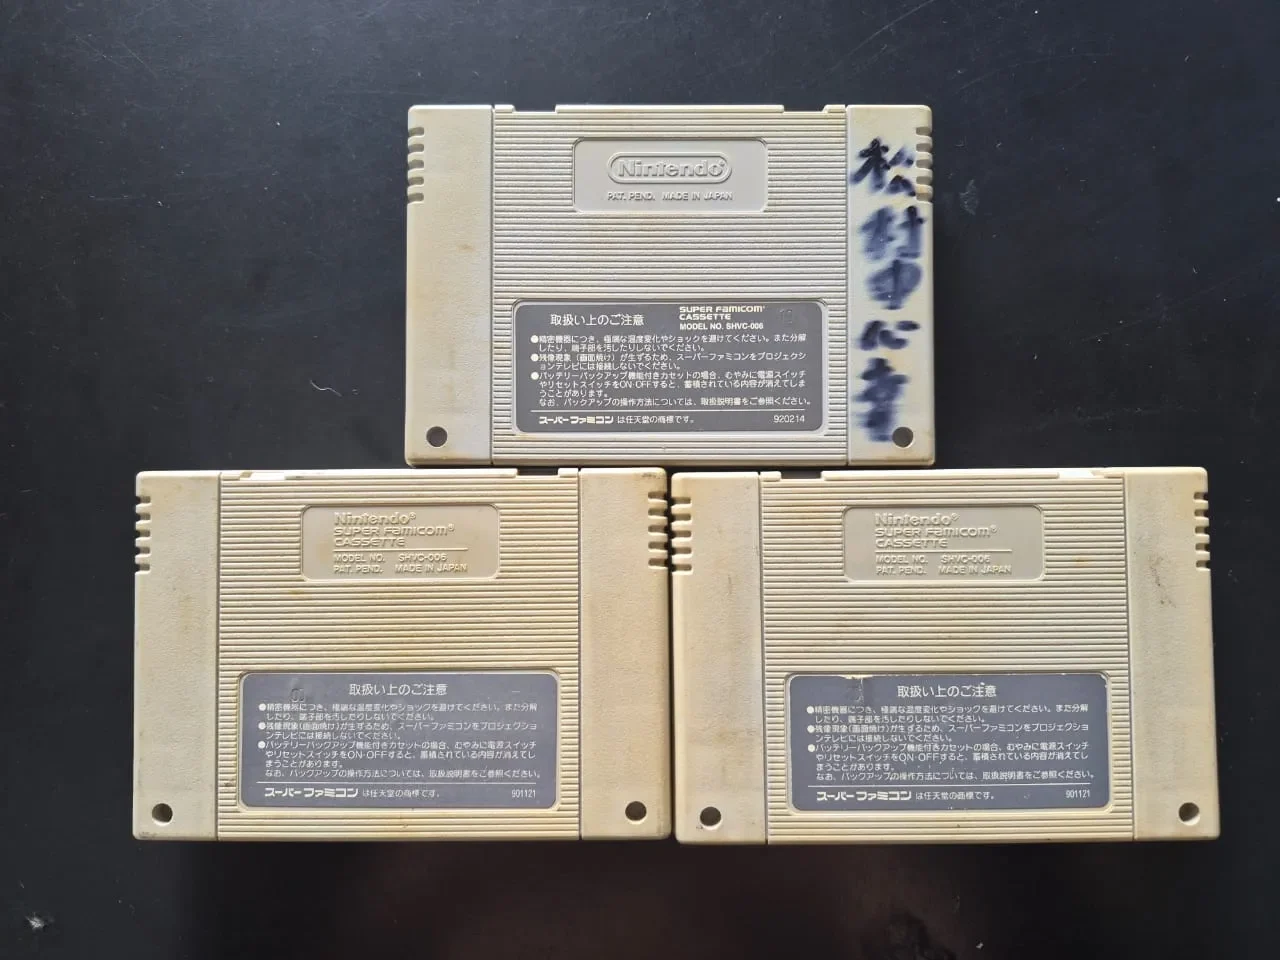 Nintendo®
PAT. PEND. MADE IN JAPAN
松村中心幸
取扱い上のご注意
SUPER FAMICOM®
CASSETTE
MODEL NO. SHVC-006
●精密機器につき、極端な温度変化やショックを避けてください。また分解
したり、端子部を汚したりしないでください。
●残像現象(画面焼け)が生ずるため、スーパーファミコンをプロジェクシ
ョンテレビには接続しないでください。
●バッテリーバックアップ機能付きカセットの場合、むやみに電源スイッチ
やリセットスイッチをON・OFFすると、蓄積されている内容が消えてしま
うことがあります。
なお、バックアップの操作方法については、取扱説明書をご参照ください。
スーパーファミコン は任天堂の商標です。 920214
Nintendo®
SUPER FAMICOM®
CASSETTE
MODEL NO. SHVC-006
PAT. PEND. MADE IN JAPAN
取扱い上のご注意
●精密機器につき、極端な温度変化やショックを避けてください。また分解
したり、端子部を汚したりしないでください。
●残像現象(画面焼け)が生ずるため、スーパーファミコンをプロジェクショ
ンテレビには接続しないでください。
●バッテリーバックアップ機能付きカセットの場合、むやみに電源スイッチ
やリセットスイッチをON・OFFすると、蓄積されている内容が消えてし
まうことがあります。
なお、バックアップの操作方法については、取扱説明書をご参照ください。
スーパーファミコン は任天堂の商標です。 901121
Nintendo®
SUPER FAMICOM®
CASSETTE
MODEL NO. SHVC-006
PAT. PEND. MADE IN JAPAN
取扱い上のご注意
●精密機器につき、極端な温度変化やショックを避けてください。また分解
したり、端子部を汚したりしないでください。
●残像現象(画面焼け)が生ずるため、スーパーファミコンをプロジェクショ
ンテレビには接続しないでください。
●バッテリーバックアップ機能付きカセットの場合、むやみに電源スイッチ
やリセットスイッチをON・OFFすると、蓄積されている内容が消えてし
まうことがあります。
なお、バックアップの操作方法については、取扱説明書をご参照ください。
スーパーファミコン は任天堂の商標です。 901121